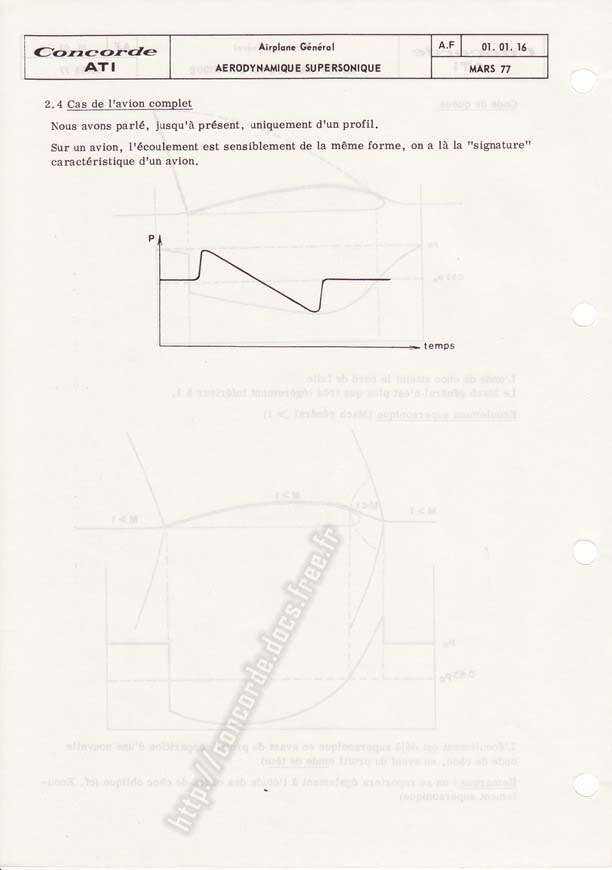 Concorde
ATI
Airplane Général
AERODYNAMIQUE SUPERSONIQUE
A.F
01. 01. 16
MARS 77
2.4 Cas de l'avion complet
Nous avons parlé, jusqu'à présent, uniquement d'un profil.
Sur un avion, l'écoulement est sensiblement de la même forme, on a là la "signature"
caractéristique d'un avion.
P
temps
http://concorde.docs.free.fr